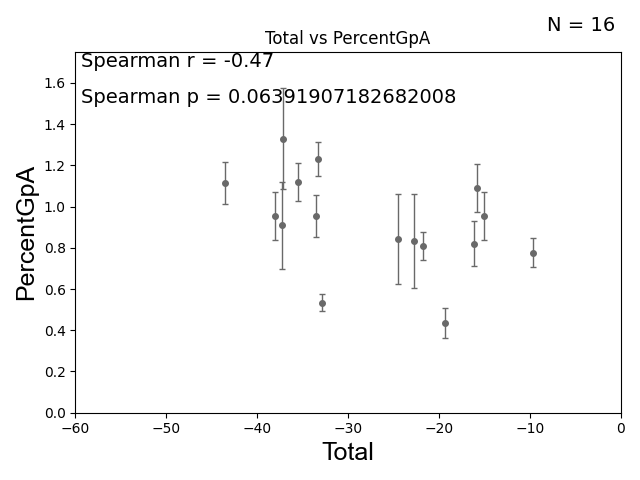 N = 16
Total vs PercentGpA
Spearman r = -0.47
Spearman p = 0.06391907182682008
PercentGpA
1.6
1.4
1.2
1.0
0.8
0.6
0.4
0.2
0.0
−60 −50 −40 −30 −20 −10 0
Total